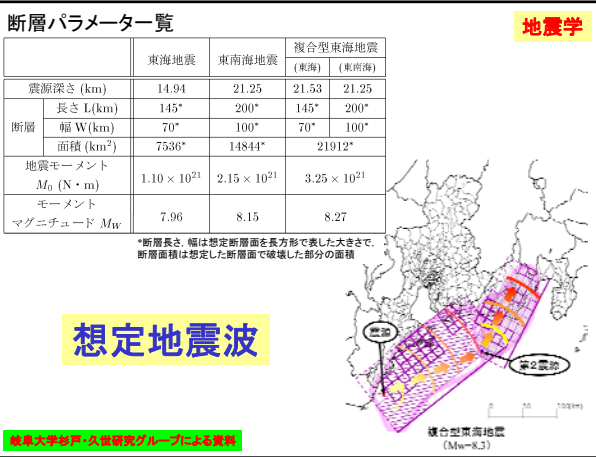 断層パラメータ一覧
地震学
東海地震 東南海地震 複合型東海地震
(東海) (東南海)
震源深さ (km) 14.94 21.25 21.53 21.25
断層 長さ L(km) 145* 200* 145* 200*
幅 W(km) 70* 100* 70* 100*
面積 (km²) 7536* 14844* 21912*
地震モーメント
M₀ (N・m) 1.10 × 10²¹ 2.15 × 10²¹ 3.25 × 10²¹
モーメント
マグニチュード M_W 7.96 8.15 8.27
*断層長さ，幅は想定断層面を長方形で表した大きさで，
断層面積は想定した断層面で破壊した部分の面積
想定地震波
震源
第2震源
0 50 100(km)
複合型東海地震
(Mw=8.3)
岐阜大学杉戸・久世研究グループによる資料